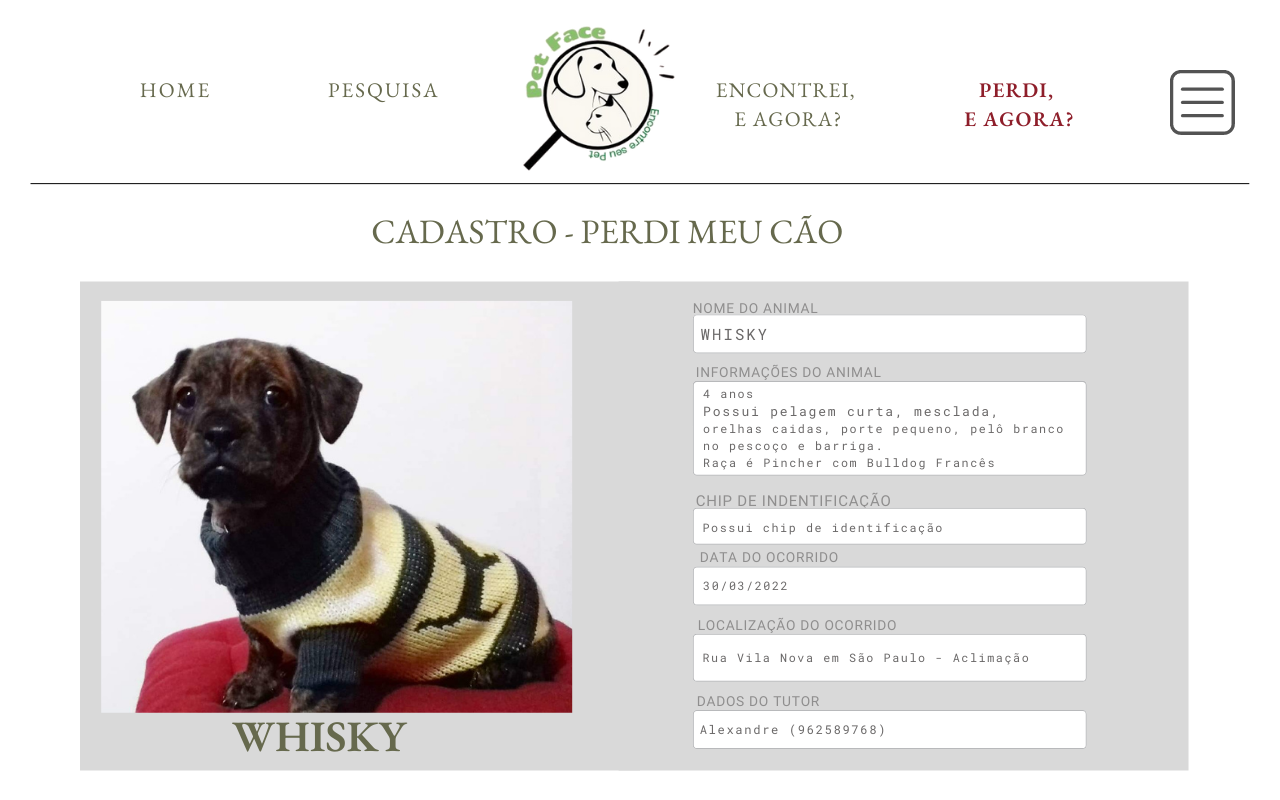 HOME
PESQUISA
Pet Face
Encontre seu Pet
ENCONTREI,
E AGORA?
PERDI,
E AGORA?
CADASTRO - PERDI MEU CÃO
WHISKY
NOME DO ANIMAL
WHISKY
INFORMAÇÕES DO ANIMAL
4 anos
Possui pelagem curta, mesclada,
orelhas caidas, porte pequeno, pelô branco
no pescoço e barriga.
Raça é Pincher com Bulldog Francês
CHIP DE INDENTIFICAÇÃO
Possui chip de identificação
DATA DO OCORRIDO
30/03/2022
LOCALIZAÇÃO DO OCORRIDO
Rua Vila Nova em São Paulo - Aclimação
DADOS DO TUTOR
Alexandre (962589768)